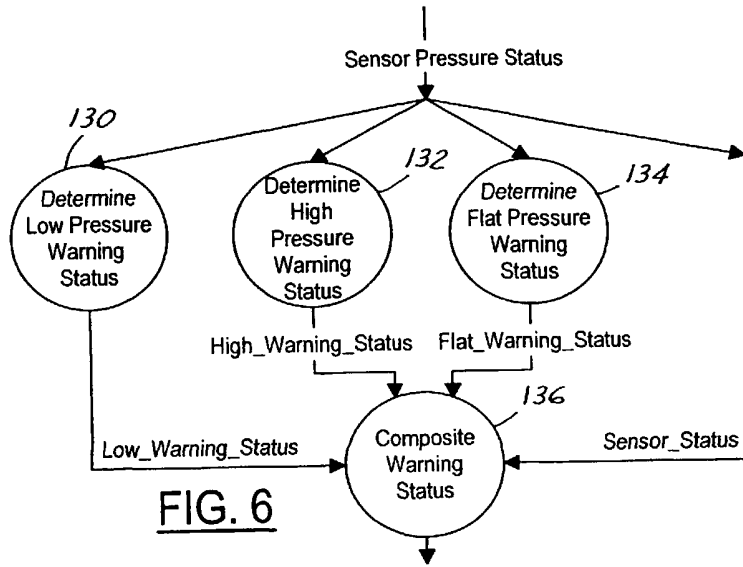 Sensor Pressure Status
130
Determine
Low Pressure
Warning
Status
132
Determine
High
Pressure
Warning
Status
134
Determine
Flat Pressure
Warning
Status
High_Warning_Status
Flat_Warning_Status
136
Composite
Warning
Status
Low_Warning_Status
Sensor_Status
FIG. 6